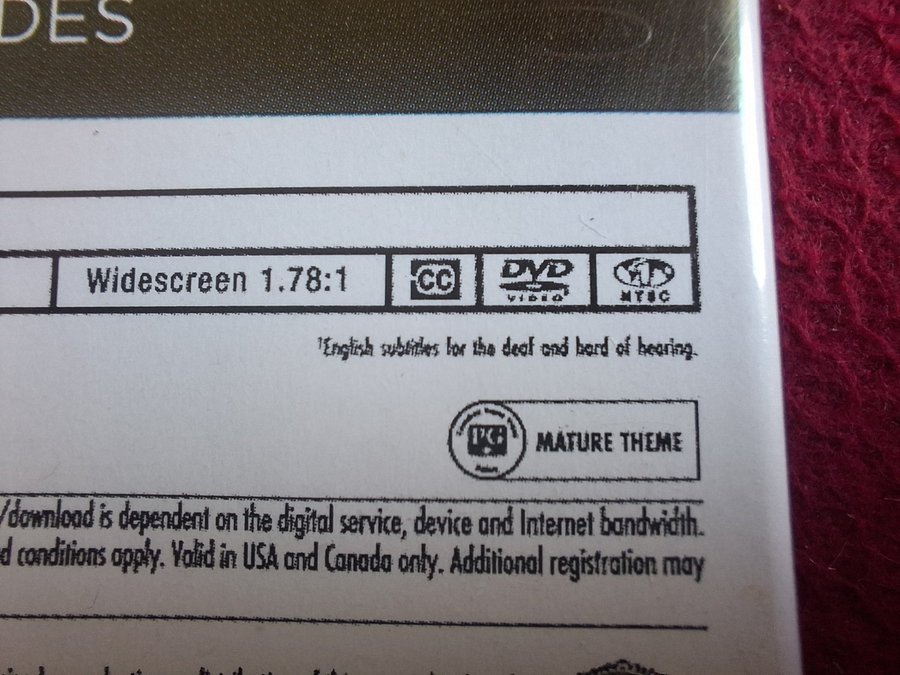 DES
Widescreen 1.78:1
CC
DVD
VIDEO
NTSC
¹English subtitles for the deaf and hard of hearing.
PG
MATURE THEME
/download is dependent on the digital service, device and Internet bandwidth.
d conditions apply. Valid in USA and Canada only. Additional registration may